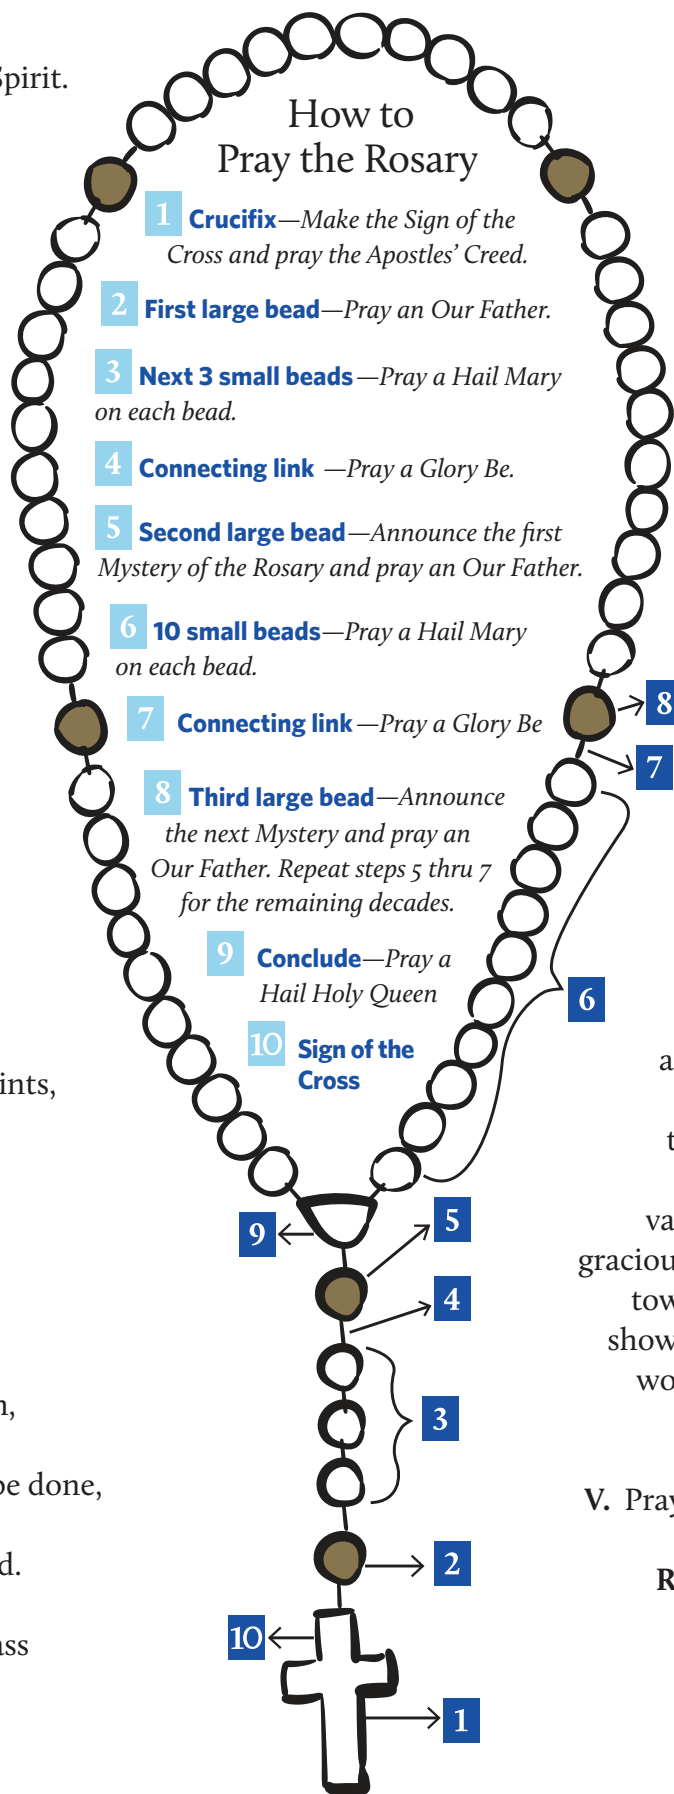 Spirit.
How to
Pray the Rosary
1 Crucifix—Make the Sign of the
Cross and pray the Apostles’ Creed.
2 First large bead—Pray an Our Father.
3 Next 3 small beads—Pray a Hail Mary
on each bead.
4 Connecting link —Pray a Glory Be.
5 Second large bead—Announce the first
Mystery of the Rosary and pray an Our Father.
6 10 small beads—Pray a Hail Mary
on each bead.
7 Connecting link—Pray a Glory Be
8 Third large bead—Announce
the next Mystery and pray an
Our Father. Repeat steps 5 thru 7
for the remaining decades.
9 Conclude—Pray a
Hail Holy Queen
10 Sign of the
Cross
8
7
6
9
5
4
3
2
10
1
be done,
V. Pray
R